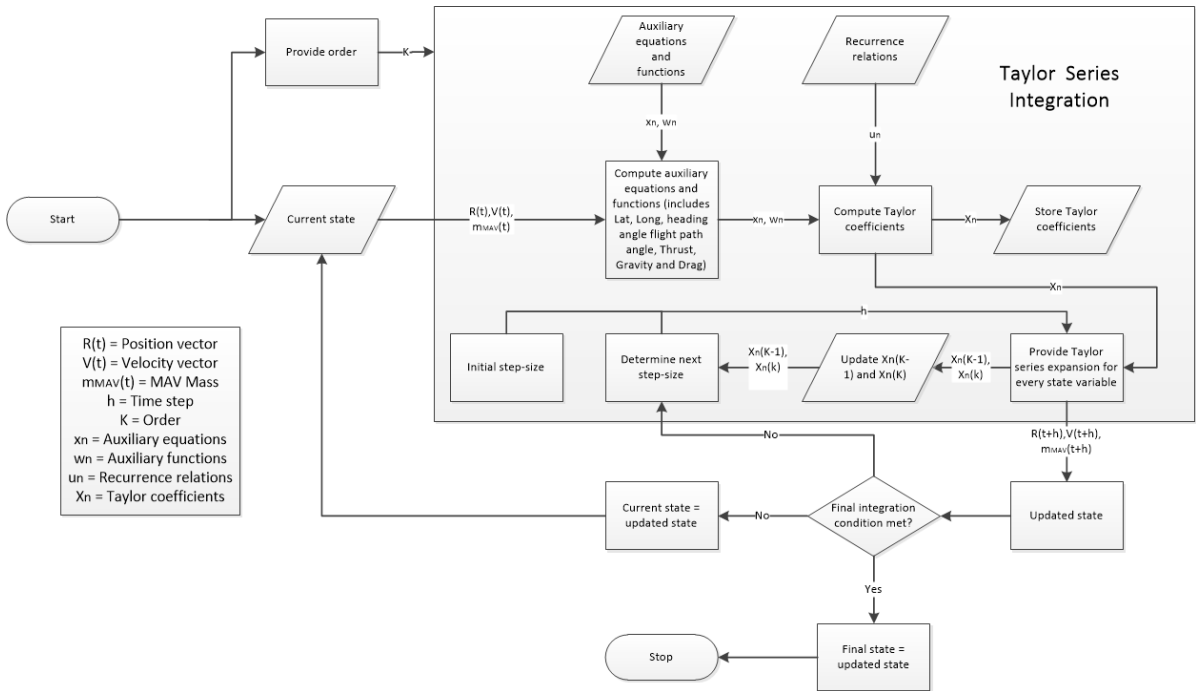 Provide order
K
Auxiliary
equations
and
functions
Recurrence
relations
Taylor Series
Integration
xn, wn
un
Start
Current state
R(t),V(t),
mMAV(t)
Compute auxiliary
equations and
functions (includes
Lat, Long, heading
angle flight path
angle, Thrust,
Gravity and Drag)
xn, wn
Compute Taylor
coefficients
Xn
Store Taylor
coefficients
Xn
h
Initial step-size
Determine next
step-size
Xn(K-1),
Xn(k)
Update Xn(K-
1) and Xn(K)
Xn(K-1),
Xn(k)
Provide Taylor
series expansion for
every state variable
R(t) = Position vector
V(t) = Velocity vector
mMAV(t) = MAV Mass
h = Time step
K = Order
xn = Auxiliary equations
wn = Auxiliary functions
un = Recurrence relations
Xn = Taylor coefficients
No
R(t+h),V(t+h),
mMAV(t+h)
Current state =
updated state
No
Final integration
condition met?
Updated state
Yes
Stop
Final state =
updated state